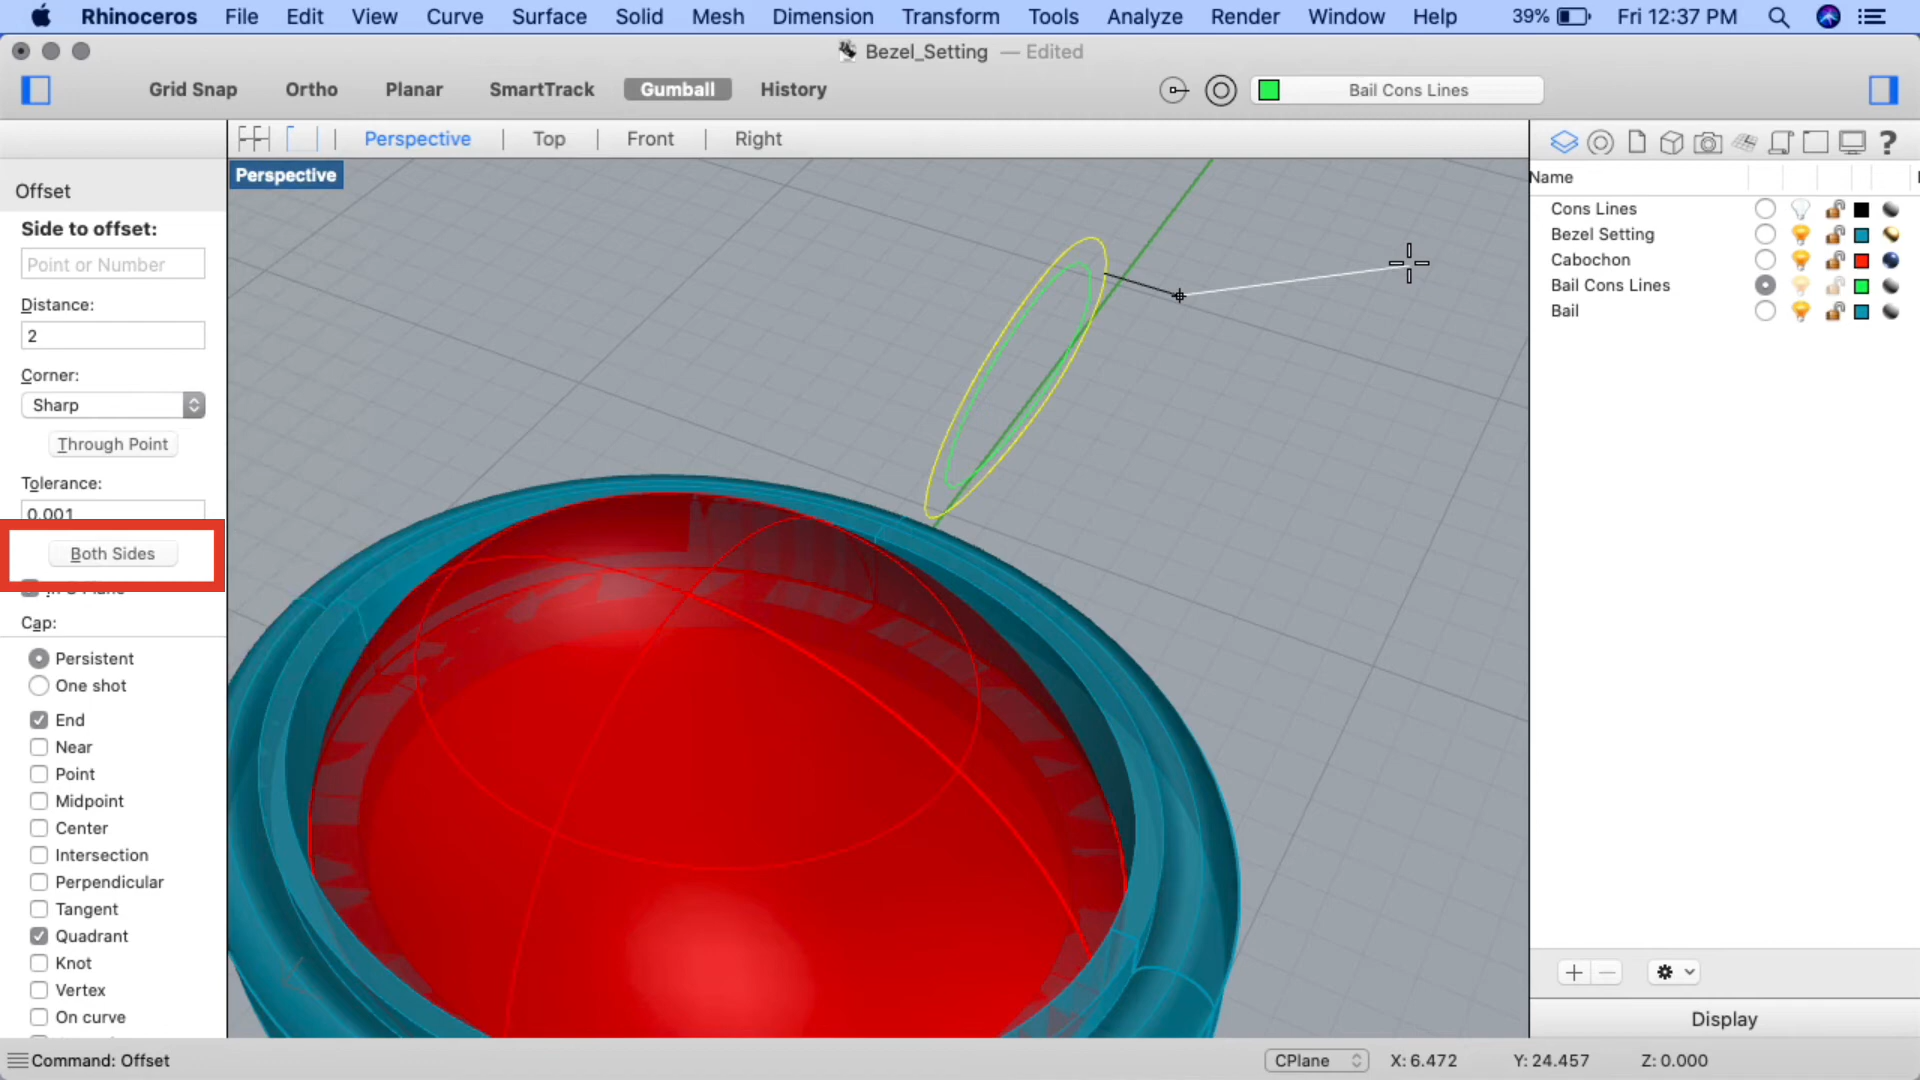 Rhinoceros File Edit View Curve Surface Solid Mesh Dimension Transform Tools Analyze Render Window Help 39% Fri 12:37 PM
Bezel_Setting — Edited
Grid Snap Ortho Planar SmartTrack Gumball History Bail Cons Lines
Perspective Top Front Right
Perspective
Offset
Side to offset:
Point or Number
Distance:
2
Corner:
Sharp
Through Point
Tolerance:
0.001
Both Sides
Cap:
Persistent
One shot
End
Near
Point
Midpoint
Center
Intersection
Perpendicular
Tangent
Quadrant
Knot
Vertex
On curve
Name
Cons Lines
Bezel Setting
Cabochon
Bail Cons Lines
Bail
Display
Command: Offset
CPlane X: 6.472 Y: 24.457 Z: 0.000